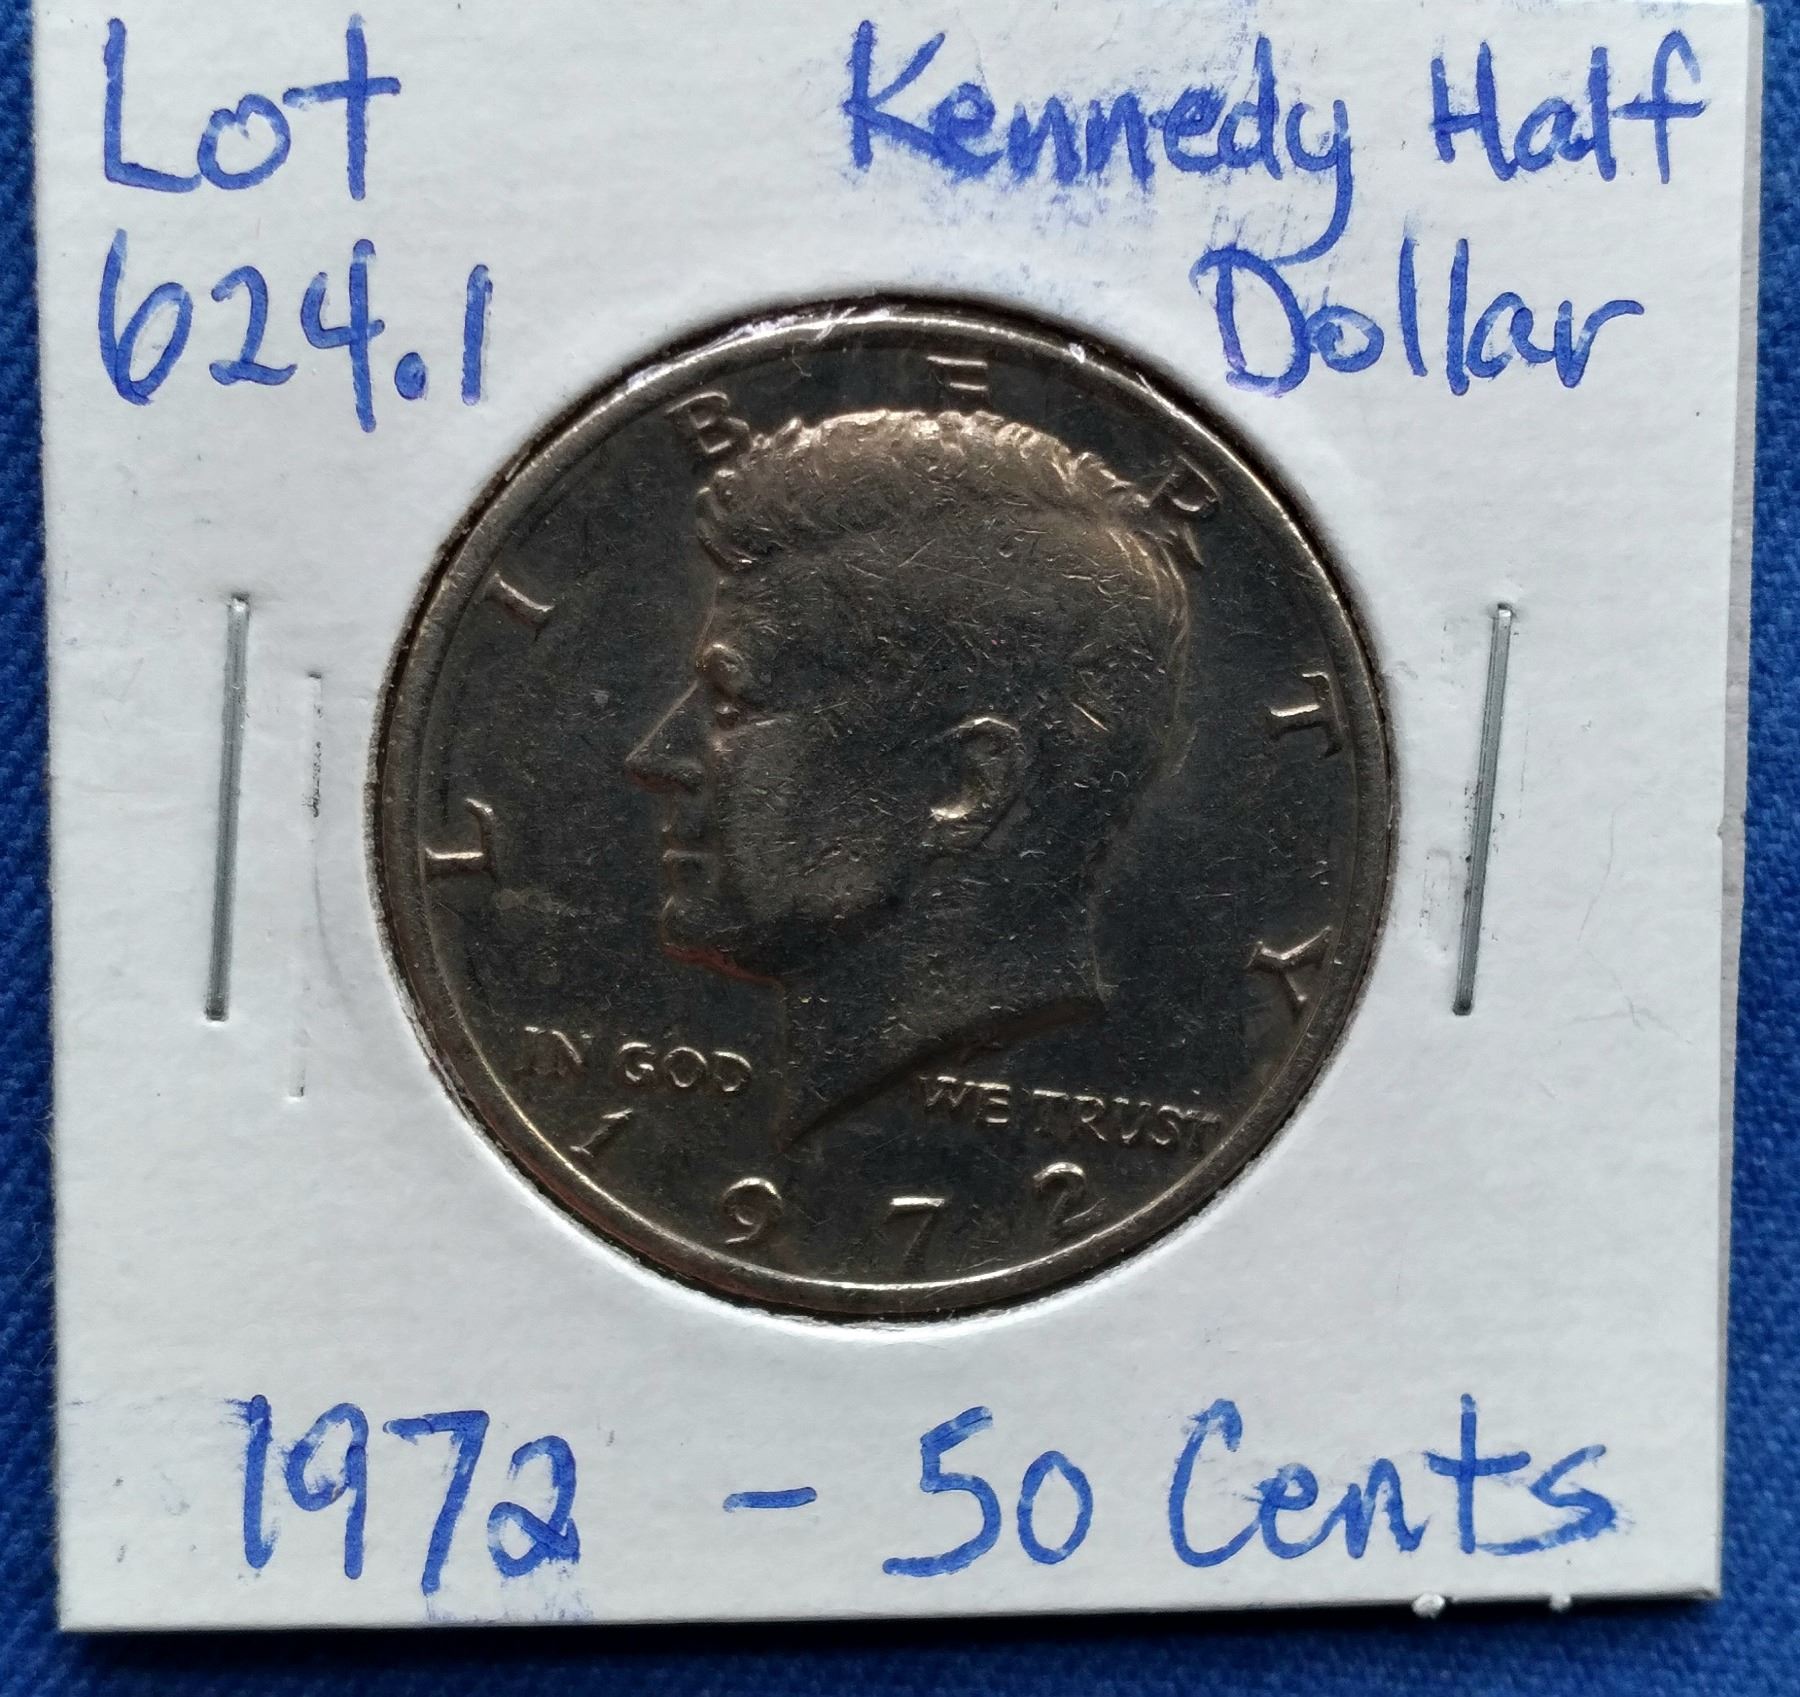 Lot
624.1
Kennedy Half
Dollar
LIBERTY
IN GOD WE TRUST
1972
1972 - 50 Cents